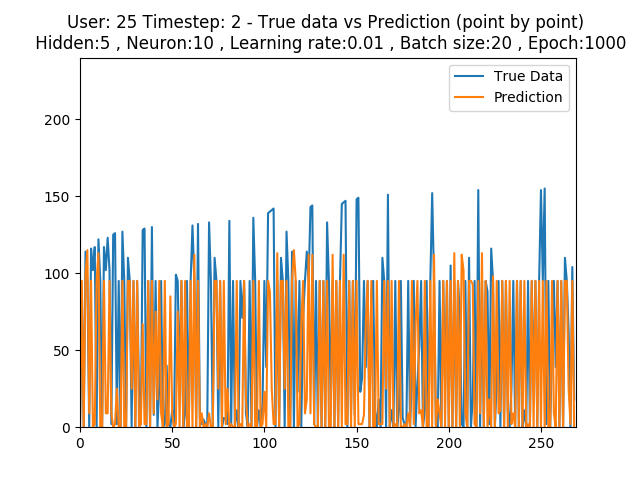 User: 25 Timestep: 2 - True data vs Prediction (point by point)
Hidden:5 , Neuron:10 , Learning rate:0.01 , Batch size:20 , Epoch:1000
True Data
Prediction
200
150
100
50
0
0 50 100 150 200 250